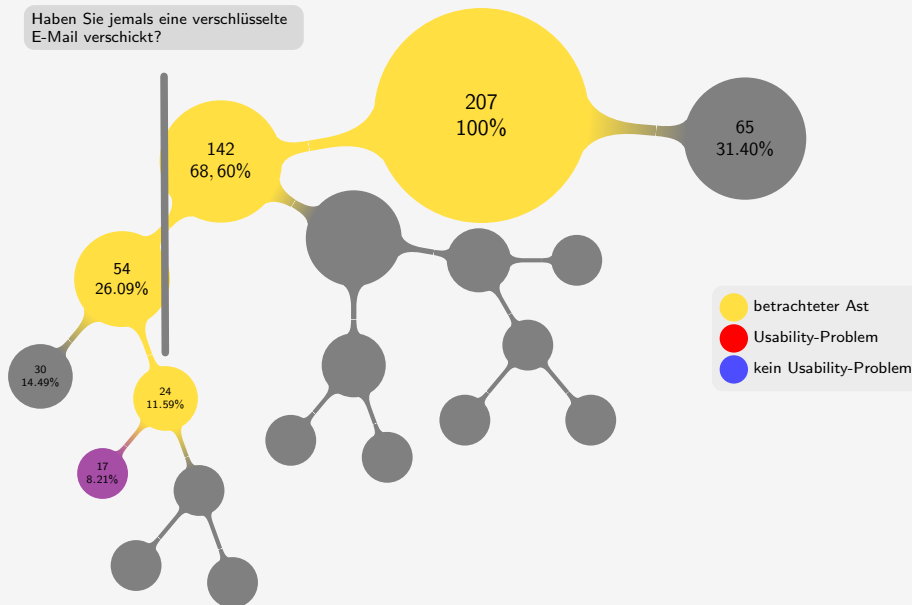 Haben Sie jemals eine verschlüsselte
E-Mail verschickt?
207
100%
65
31.40%
142
68, 60%
54
26.09%
30
14.49%
24
11.59%
17
8.21%
betrachteter Ast
Usability-Problem
kein Usability-Problem